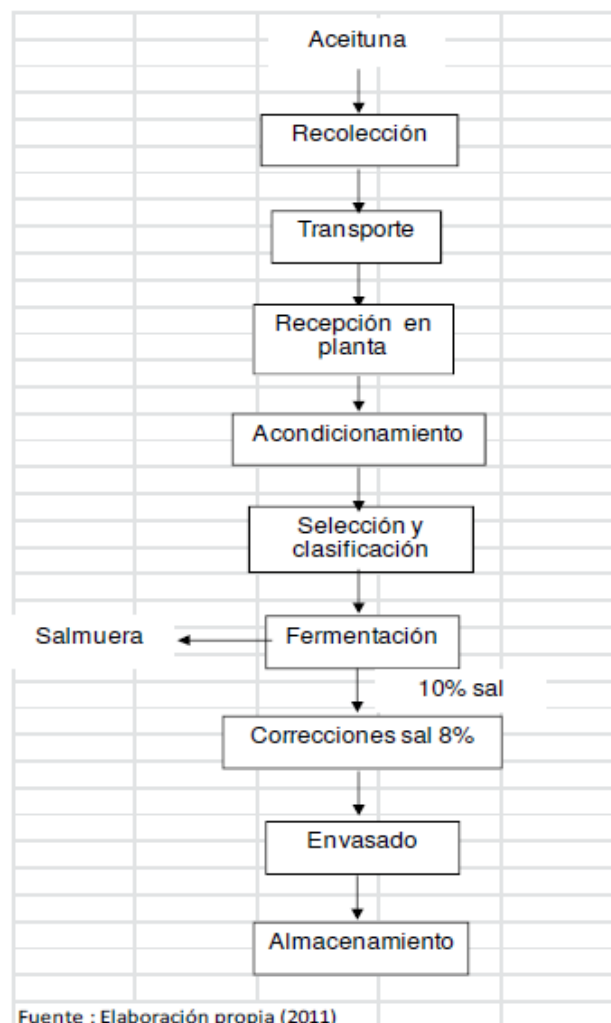 Aceituna
Recolección
Transporte
Recepción en
planta
Acondicionamiento
Selección y
clasificación
Salmuera
Fermentación
10% sal
Correcciones sal 8%
Envasado
Almacenamiento
Fuente : Elaboración propia (2011)